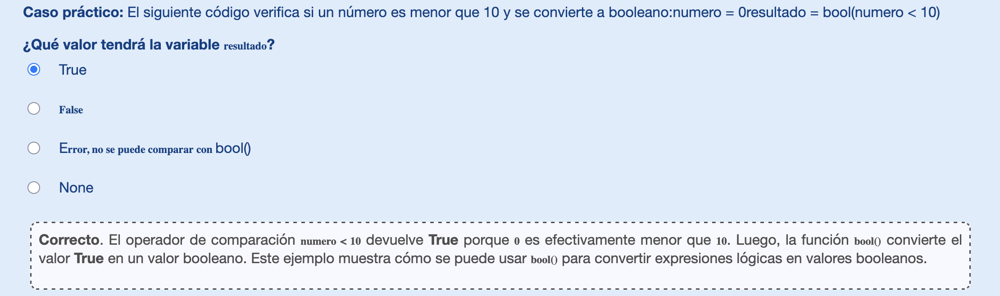 Caso práctico: El siguiente código verifica si un número es menor que 10 y se convierte a booleano:numero = 0resultado = bool(numero < 10)
¿Qué valor tendrá la variable resultado?
True
False
Error, no se puede comparar con bool()
None
Correcto. El operador de comparación numero < 10 devuelve True porque 0 es efectivamente menor que 10. Luego, la función bool() convierte el
valor True en un valor booleano. Este ejemplo muestra cómo se puede usar bool() para convertir expresiones lógicas en valores booleanos.